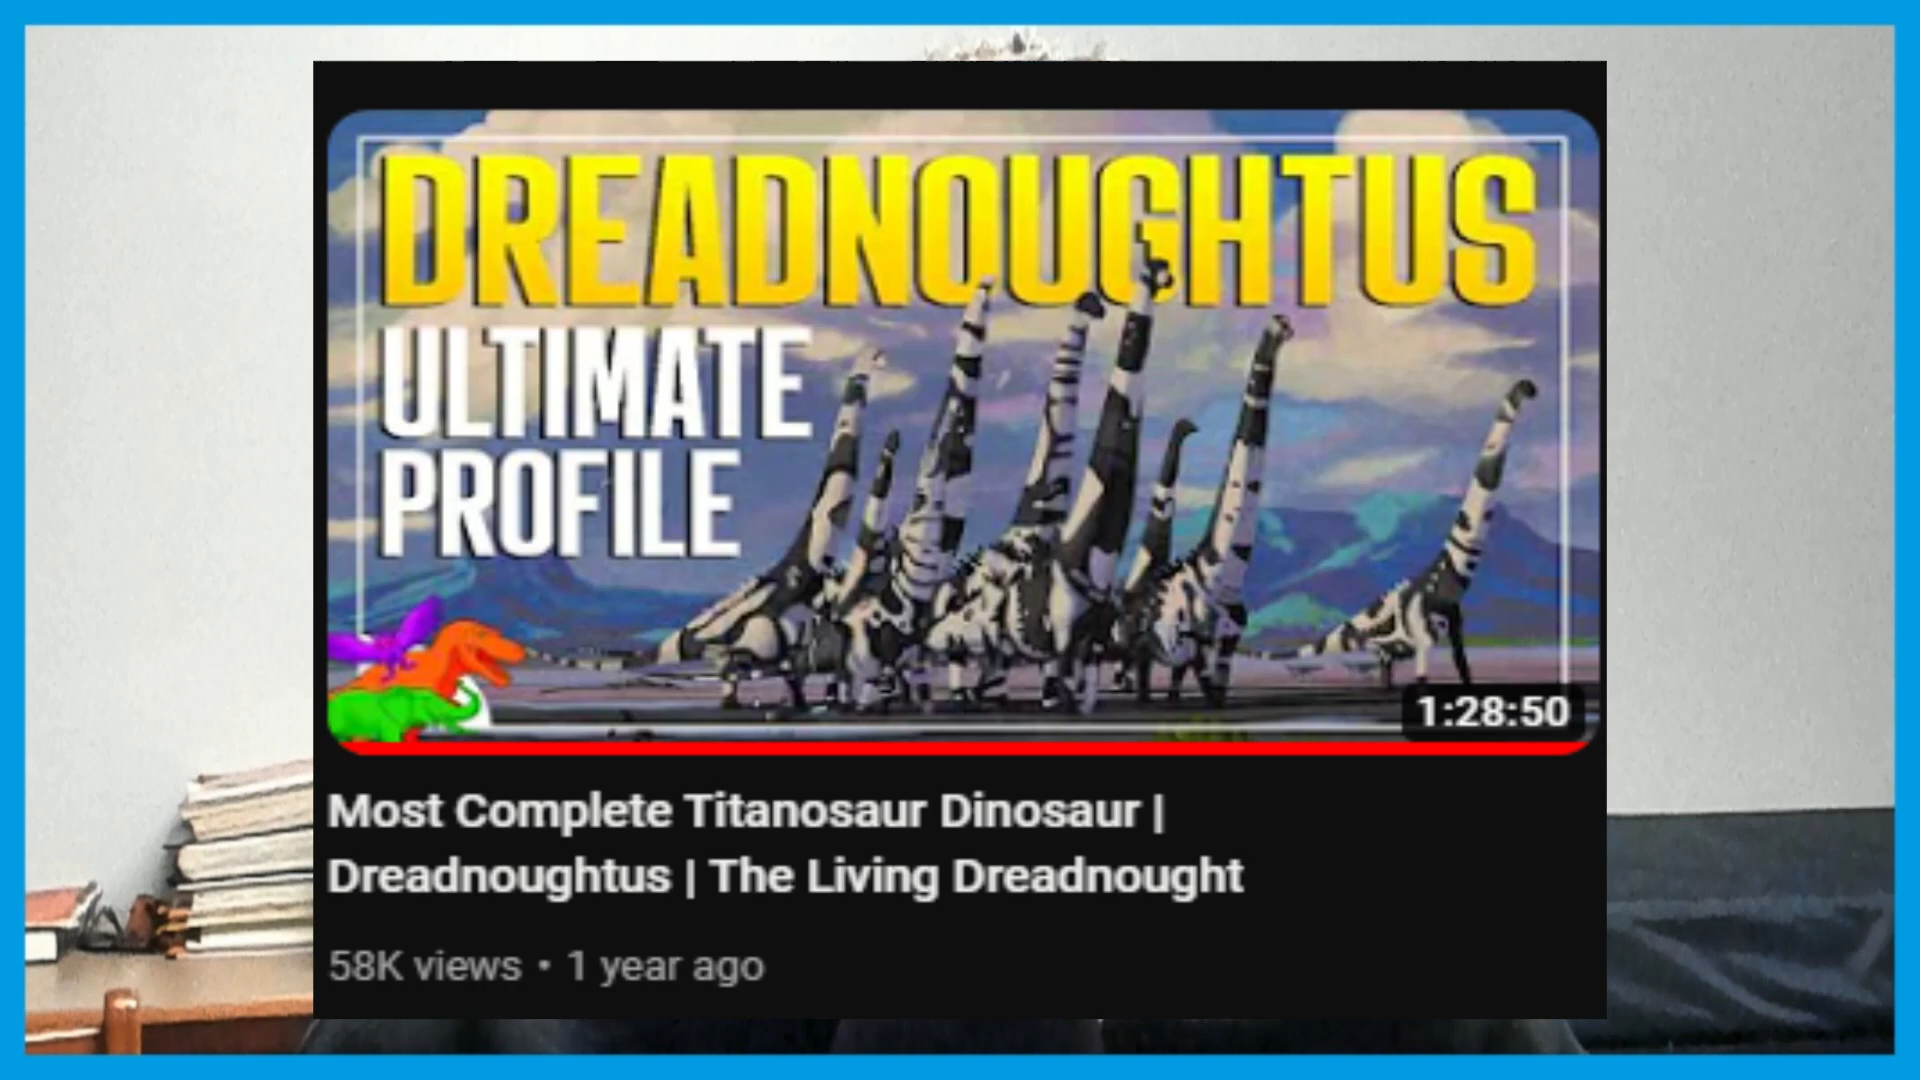 DREADNOUGHTUS
ULTIMATE
PROFILE
1:28:50
Most Complete Titanosaur Dinosaur |
Dreadnoughtus | The Living Dreadnought
58K views • 1 year ago